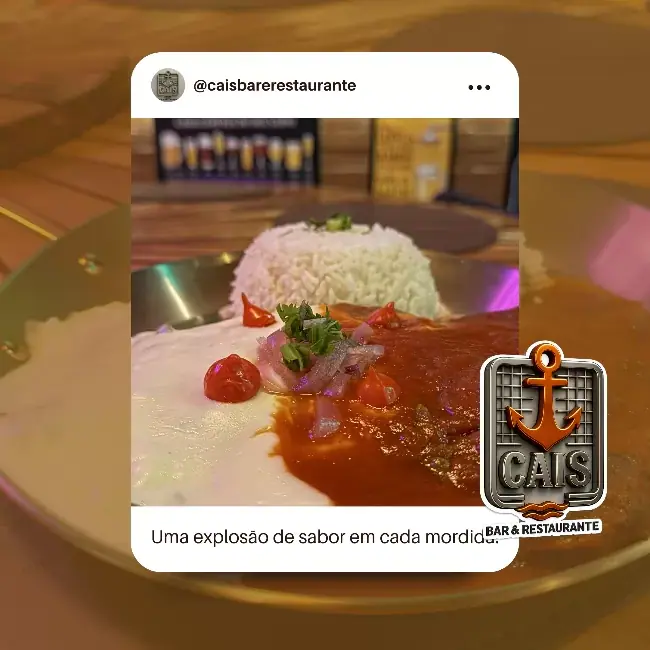 @caisbarerestaurante
CAIS
BAR & RESTAURANTE
Uma explosão de sabor em cada mordida.